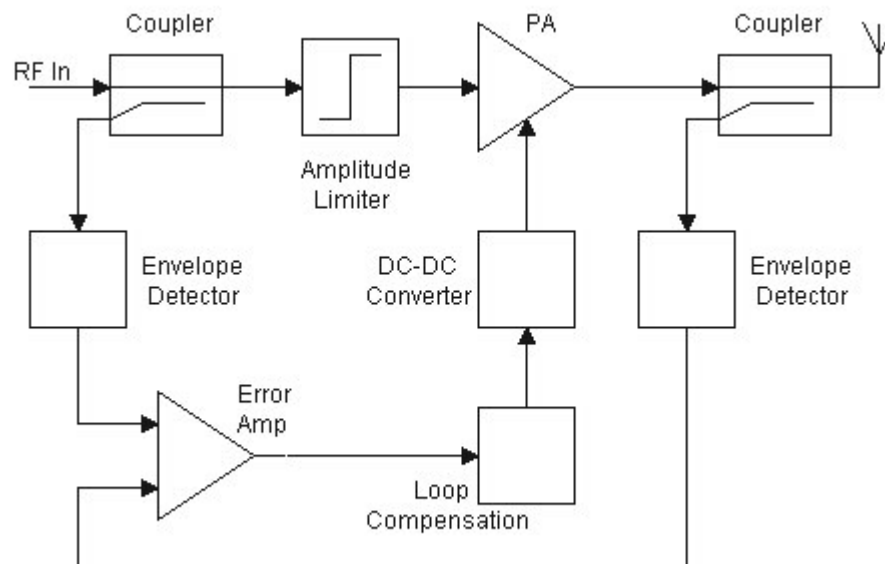 Coupler
PA
Coupler
RF In
Amplitude
Limiter
Envelope
Detector
DC-DC
Converter
Envelope
Detector
Error
Amp
Loop
Compensation